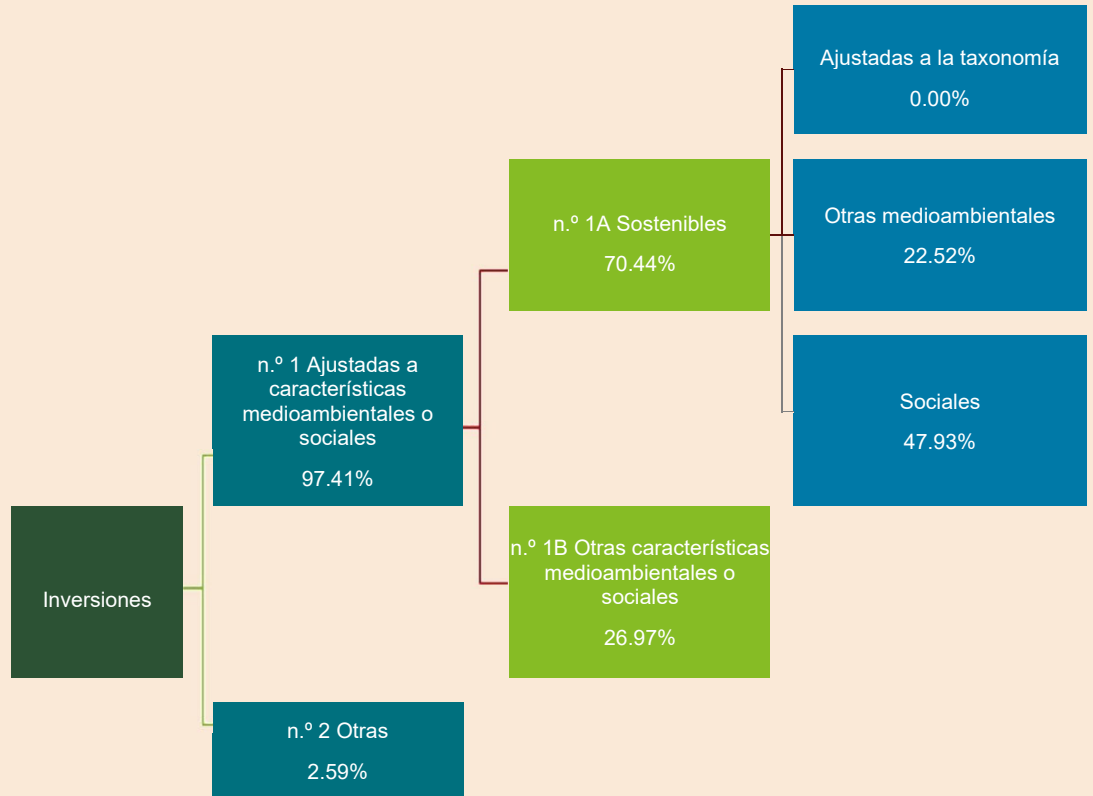 Inversiones
n.º 1 Ajustadas a
características
medioambientales o
sociales
97.41%
n.º 2 Otras
2.59%
n.º 1A Sostenibles
70.44%
n.º 1B Otras características
medioambientales o
sociales
26.97%
Ajustadas a la taxonomía
0.00%
Otras medioambientales
22.52%
Sociales
47.93%